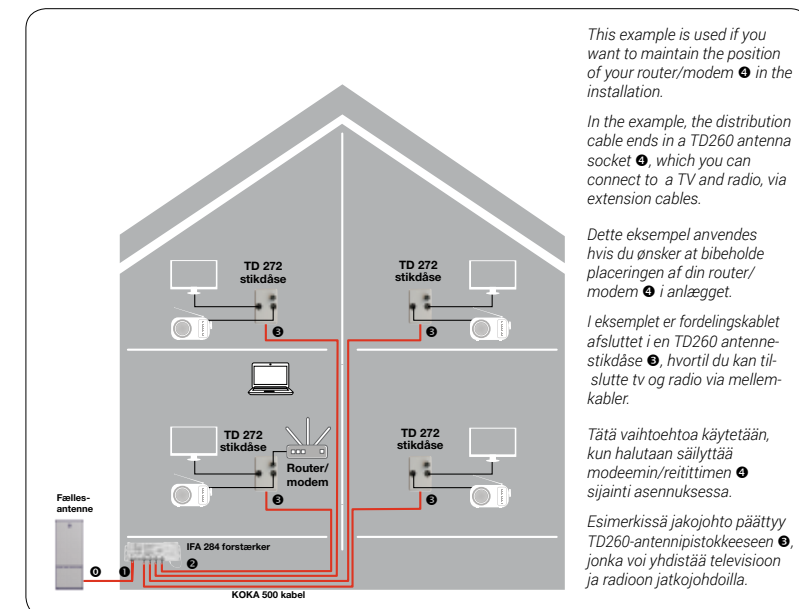 This example is used if you
want to maintain the position
of your router/modem ❹ in the
installation.
In the example, the distribution
cable ends in a TD260 antenna
socket ❹, which you can
connect to a TV and radio, via
extension cables.
Dette eksempel anvendes
hvis du ønsker at bibeholde
placeringen af din router/
modem ❹ i anlægget.
I eksemplet er fordelingskablet
afsluttet i en TD260 antenne-
stikdåse ❸, hvortil du kan til-
slutte tv og radio via mellem-
kabler.
Tätä vaihtoehtoa käytetään,
kun halutaan säilyttää
modeemin/reitittimen ❹
sijainti asennuksessa.
Esimerkissä jakojohto päättyy
TD260-antennipistokkeeseen ❸,
jonka voi yhdistää televisioon
ja radioon jatkojohdoilla.
TD 272
stikdåse
❸
TD 272
stikdåse
❸
TD 272
stikdåse
Router/
modem
❸
TD 272
stikdåse
❸
Fælles-
antenne
IFA 284 forstærker
⓿ ❶ ❷
KOKA 500 kabel